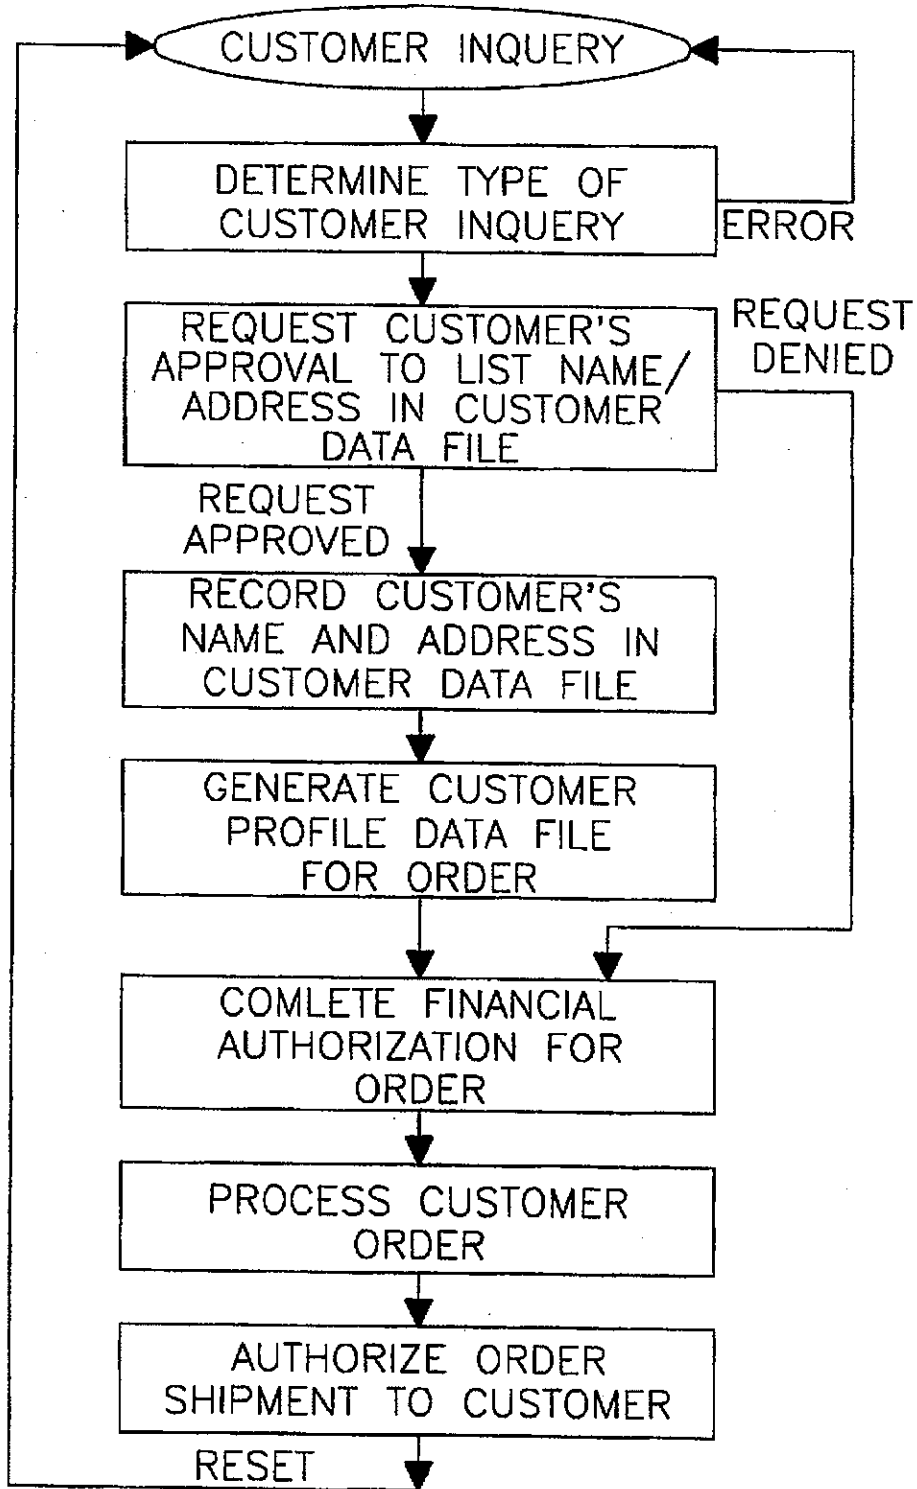 CUSTOMER INQUERY
DETERMINE TYPE OF
CUSTOMER INQUERY
ERROR
REQUEST CUSTOMER'S
APPROVAL TO LIST NAME/
ADDRESS IN CUSTOMER
DATA FILE
REQUEST
DENIED
REQUEST
APPROVED
RECORD CUSTOMER'S
NAME AND ADDRESS IN
CUSTOMER DATA FILE
GENERATE CUSTOMER
PROFILE DATA FILE
FOR ORDER
COMLETE FINANCIAL
AUTHORIZATION FOR
ORDER
PROCESS CUSTOMER
ORDER
AUTHORIZE ORDER
SHIPMENT TO CUSTOMER
RESET